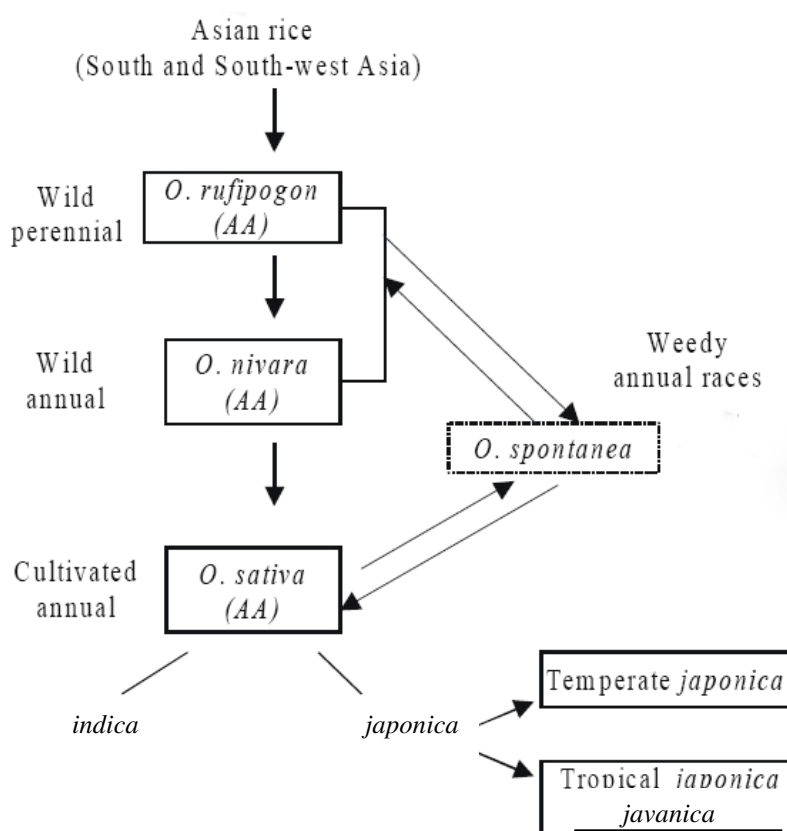 Asian rice
(South and South-west Asia)
Wild
perennial
O. rufipogon
(AA)
Wild
annual
O. nivara
(AA)
Weedy
annual races
O. spontanea
Cultivated
annual
O. sativa
(AA)
indica
japonica
Temperate japonica
Tropical japonica
javanica